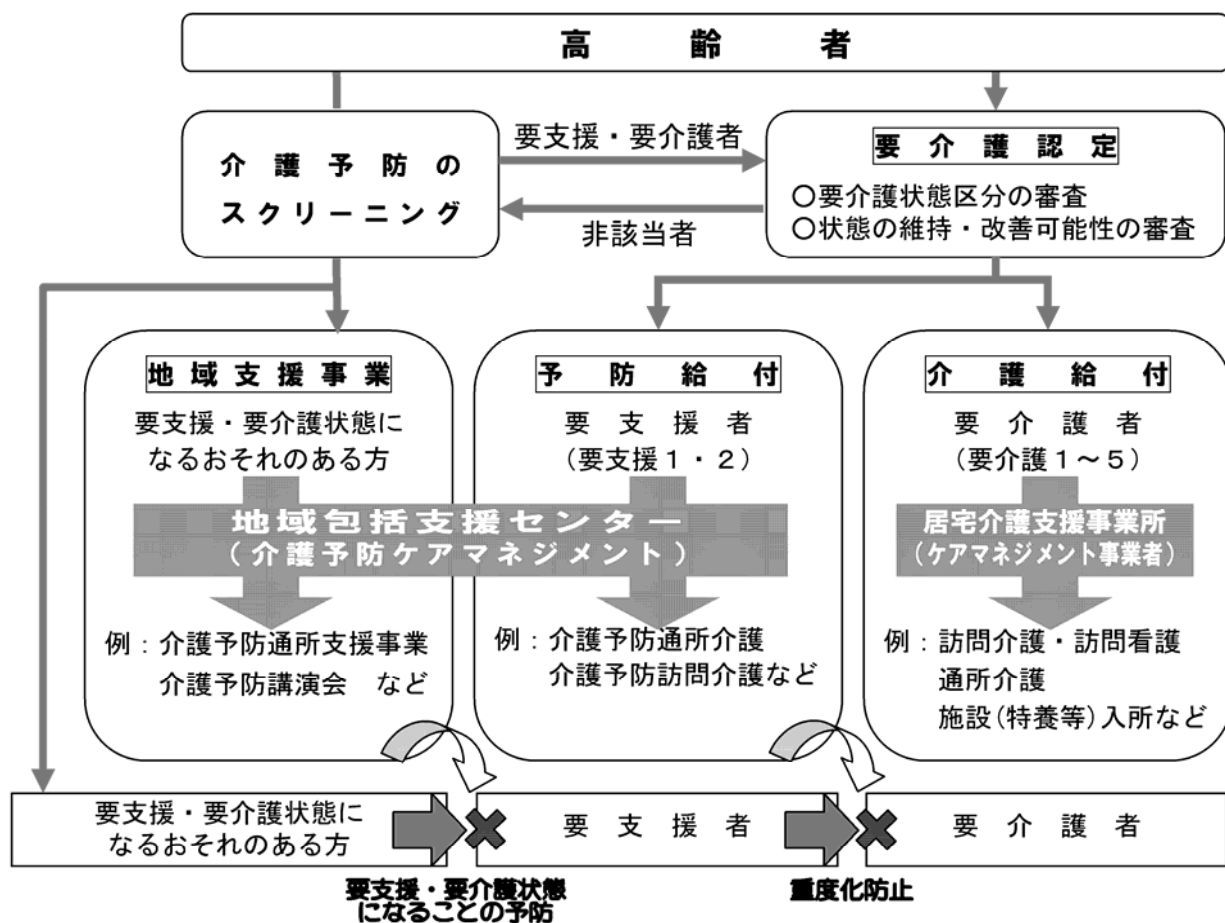 高齢者
介護予防の
スクリーニング
要支援・要介護者
非該当者
要介護認定
○要介護状態区分の審査
○状態の維持・改善可能性の審査
地域支援事業
要支援・要介護状態に
なるおそれのある方
予防給付
要支援者
(要支援1・2)
介護給付
要介護者
(要介護1~5)
地域包括支援センター
(介護予防ケアマネジメント)
居宅介護支援事業所
(ケアマネジメント事業者)
例:介護予防通所支援事業
介護予防講演会 など
例:介護予防通所介護
介護予防訪問介護など
例:訪問介護・訪問看護
通所介護
施設(特養等)入所など
要支援・要介護状態に
なるおそれのある方
要支援者
要介護者
要支援・要介護状態
になることの予防
重度化防止